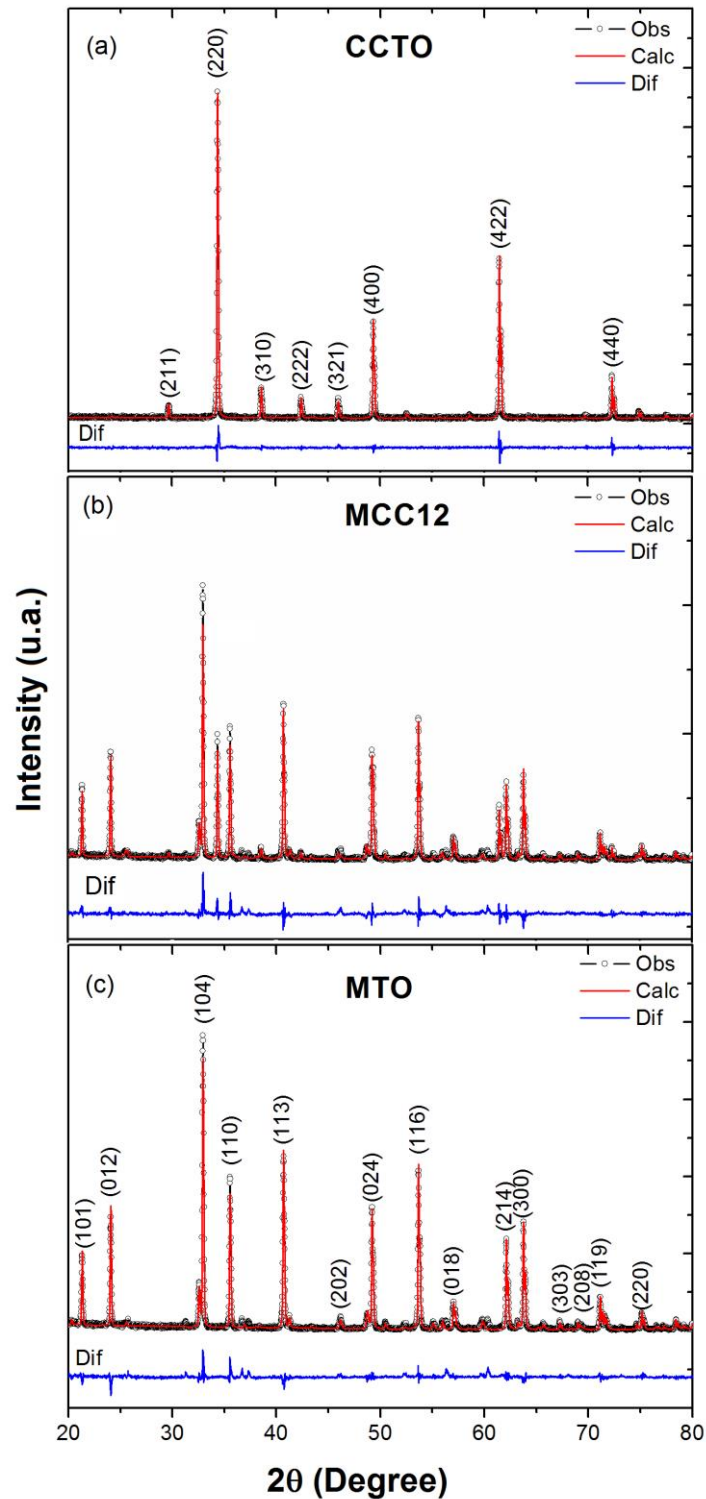 (a)
CCTO
Obs
Calc
Dif
(220)
(211)
(310)
(222)
(321)
(400)
(422)
(440)
Dif
(b)
MCC12
Obs
Calc
Dif
Dif
(c)
MTO
Obs
Calc
Dif
(101)
(012)
(104)
(110)
(113)
(202)
(024)
(116)
(018)
(214)
(300)
(303)
(208)
(119)
(220)
Dif
Intensity (u.a.)
20 30 40 50 60 70 80
2θ (Degree)